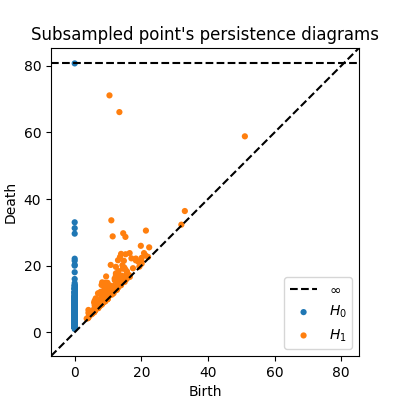 Subsampled point's persistence diagrams
Death
80
60
40
20
0
∞
H₀
H₁
0 20 40 60 80
Birth